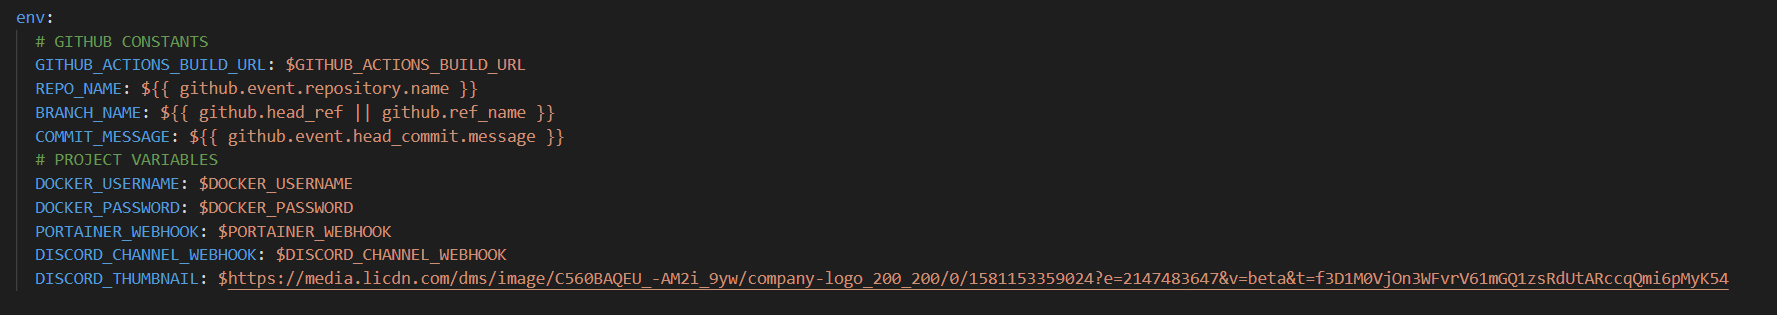 env:
# GITHUB CONSTANTS
GITHUB_ACTIONS_BUILD_URL: $GITHUB_ACTIONS_BUILD_URL
REPO_NAME: ${{ github.event.repository.name }}
BRANCH_NAME: ${{ github.head_ref || github.ref_name }}
COMMIT_MESSAGE: ${{ github.event.head_commit.message }}
# PROJECT VARIABLES
DOCKER_USERNAME: $DOCKER_USERNAME
DOCKER_PASSWORD: $DOCKER_PASSWORD
PORTAINER_WEBHOOK: $PORTAINER_WEBHOOK
DISCORD_CHANNEL_WEBHOOK: $DISCORD_CHANNEL_WEBHOOK
DISCORD_THUMBNAIL: $https://media.licdn.com/dms/image/C560BAQEU_-AM2i_9yw/company-logo_200_200/0/1581153359024?e=2147483647&v=beta&t=f3D1M0VjOn3WFvrV61mGQ1zsRdUtARccqQmi6pMyK54